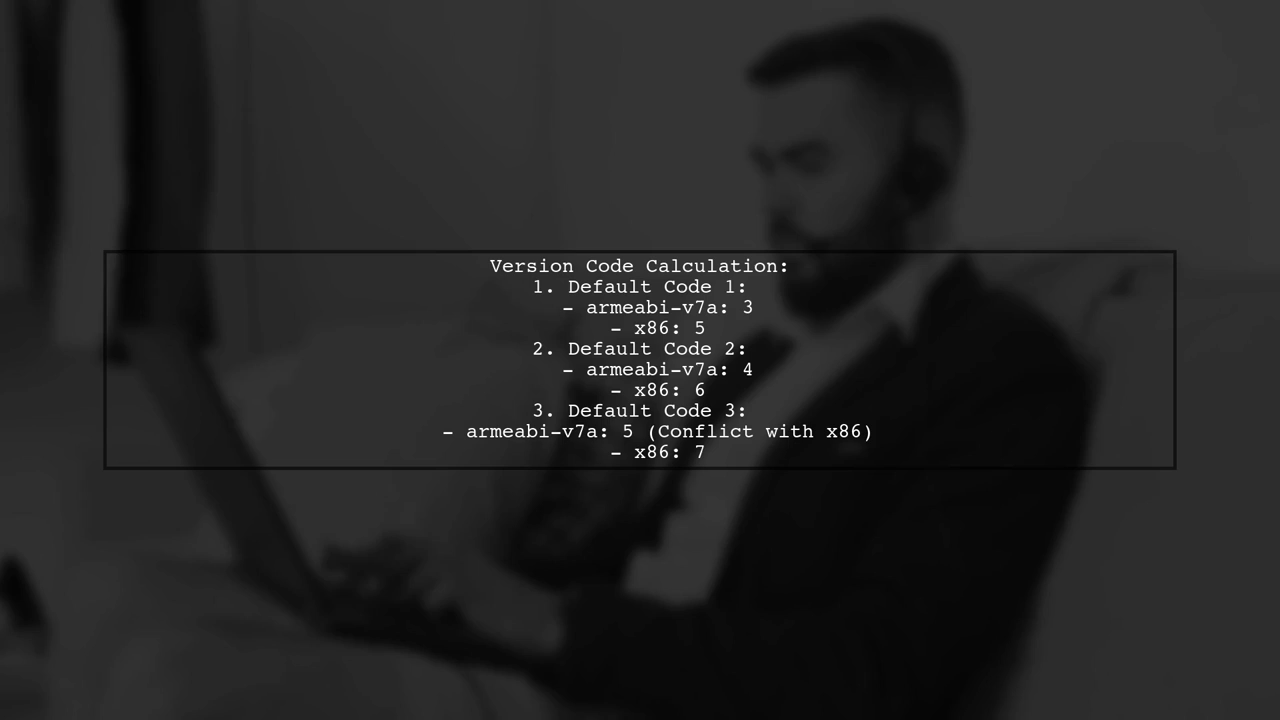 Version Code Calculation:
1. Default Code 1:
- armeabi-v7a: 3
- x86: 5
2. Default Code 2:
- armeabi-v7a: 4
- x86: 6
3. Default Code 3:
- armeabi-v7a: 5 (Conflict with x86)
- x86: 7